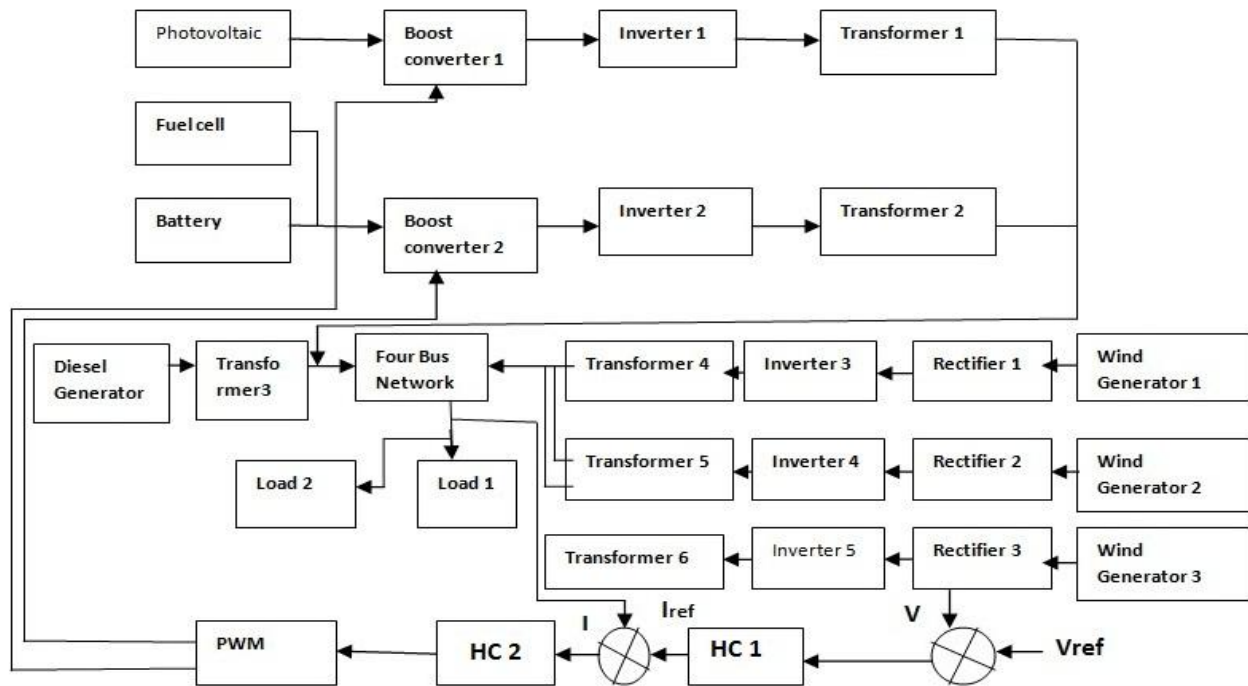 Photovoltaic
Boost
converter 1
Inverter 1
Transformer 1
Fuel cell
Battery
Boost
converter 2
Inverter 2
Transformer 2
Diesel
Generator
Transfo
rmer3
Four Bus
Network
Transformer 4
Inverter 3
Rectifier 1
Wind
Generator 1
Load 2
Load 1
Transformer 5
Inverter 4
Rectifier 2
Wind
Generator 2
Transformer 6
Inverter 5
Rectifier 3
Wind
Generator 3
PWM
HC 2
I
Iref
HC 1
V
Vref